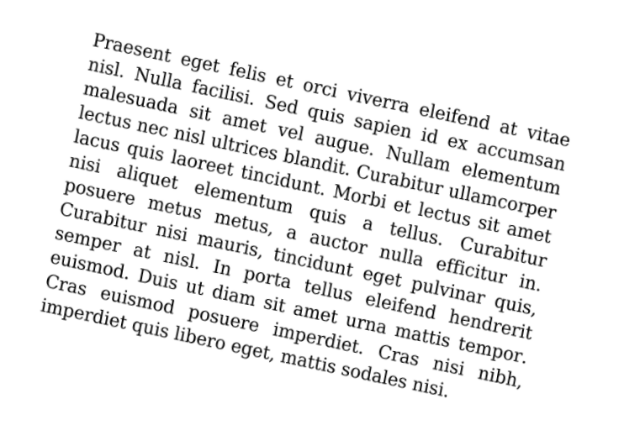 Praesent eget felis et orci viverra eleifend at vitae
nisl. Nulla facilisi. Sed quis sapien id ex accumsan
malesuada sit amet vel augue. Nullam elementum
lectus nec nisl ultrices blandit. Curabitur ullamcorper
lacus quis laoreet tincidunt. Morbi et lectus sit amet
nisi aliquet elementum quis a tellus. Curabitur
posuere metus metus, a auctor nulla efficitur in.
Curabitur nisi mauris, tincidunt eget pulvinar quis,
semper at nisl. In porta tellus eleifend hendrerit
euismod. Duis ut diam sit amet urna mattis tempor.
Cras euismod posuere imperdiet. Cras nisi nibh,
imperdiet quis libero eget, mattis sodales nisi.